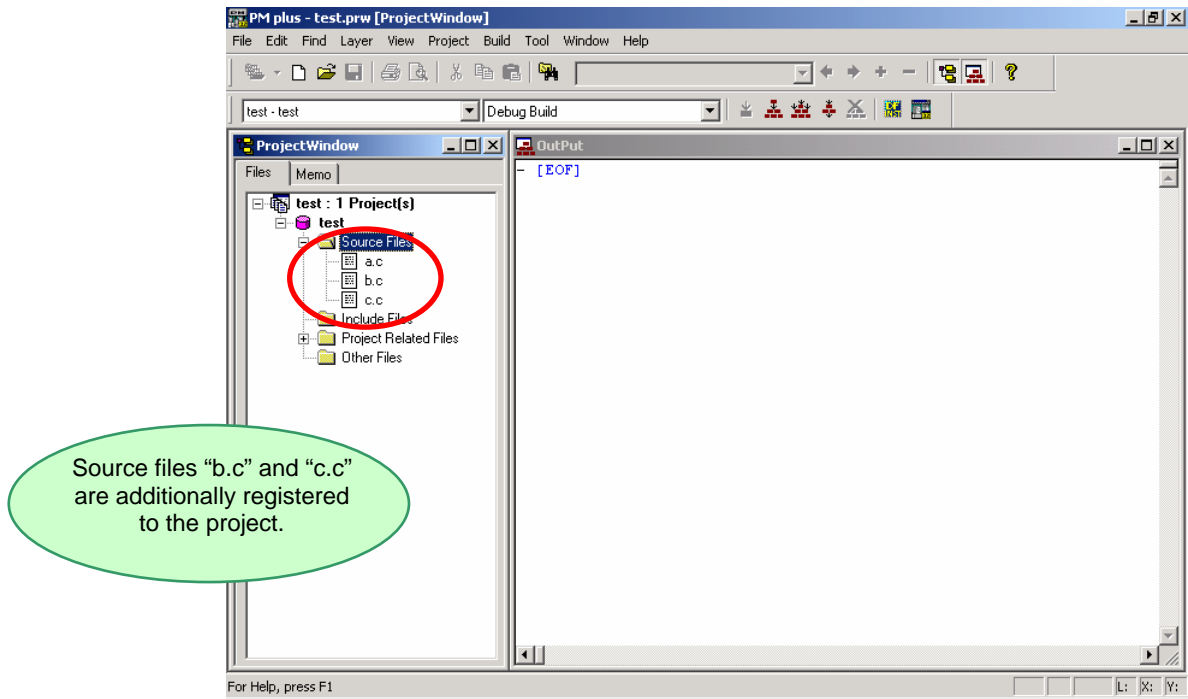 PM plus - test.prw [ProjectWindow]
File Edit Find Layer View Project Build Tool Window Help
test - test
Debug Build
ProjectWindow
OutPut
Files
Memo
- [EOF]
test : 1 Project(s)
test
Source Files
a.c
b.c
c.c
Include Files
Project Related Files
Other Files
Source files “b.c” and “c.c”
are additionally registered
to the project.
For Help, press F1
L: X: Y: